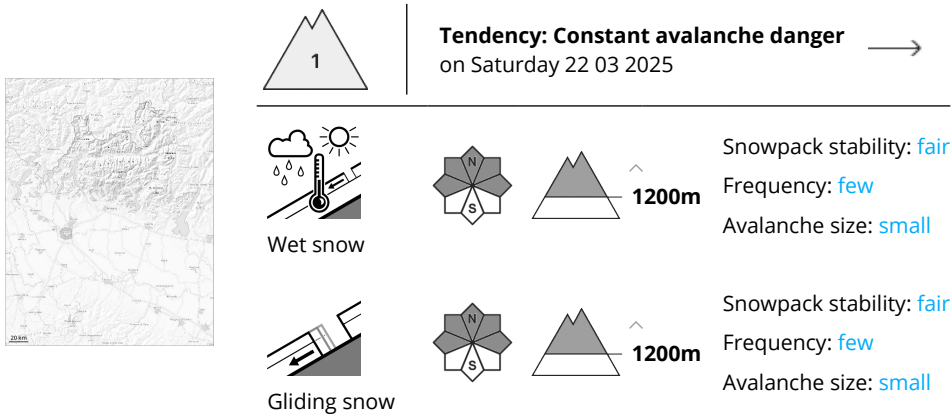 1
Tendency: Constant avalanche danger
on Saturday 22 03 2025
20 km
N
S
1200m
Snowpack stability: fair
Frequency: few
Avalanche size: small
Wet snow
N
S
1200m
Snowpack stability: fair
Frequency: few
Avalanche size: small
Gliding snow